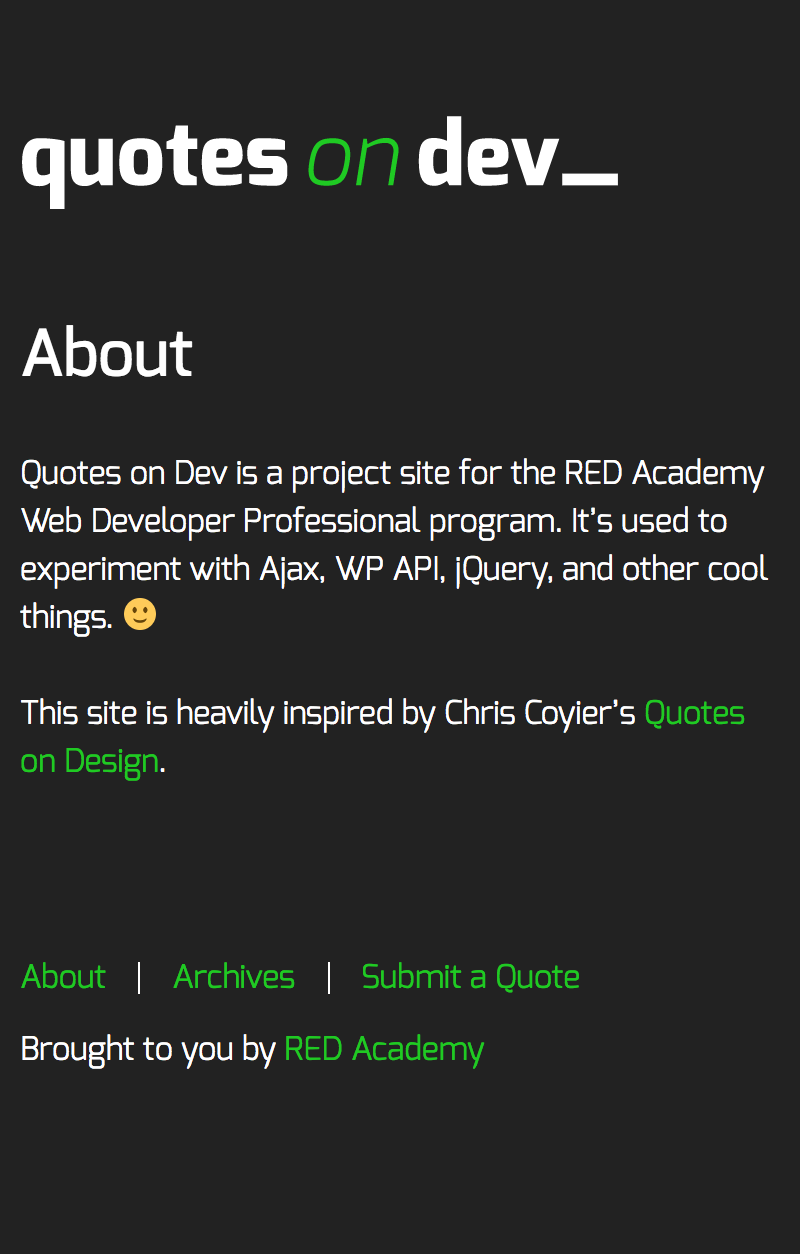 quotes on dev_
About
Quotes on Dev is a project site for the RED Academy
Web Developer Professional program. It’s used to
experiment with Ajax, WP API, jQuery, and other cool
things. 🙂
This site is heavily inspired by Chris Coyier’s Quotes
on Design.
About | Archives | Submit a Quote
Brought to you by RED Academy